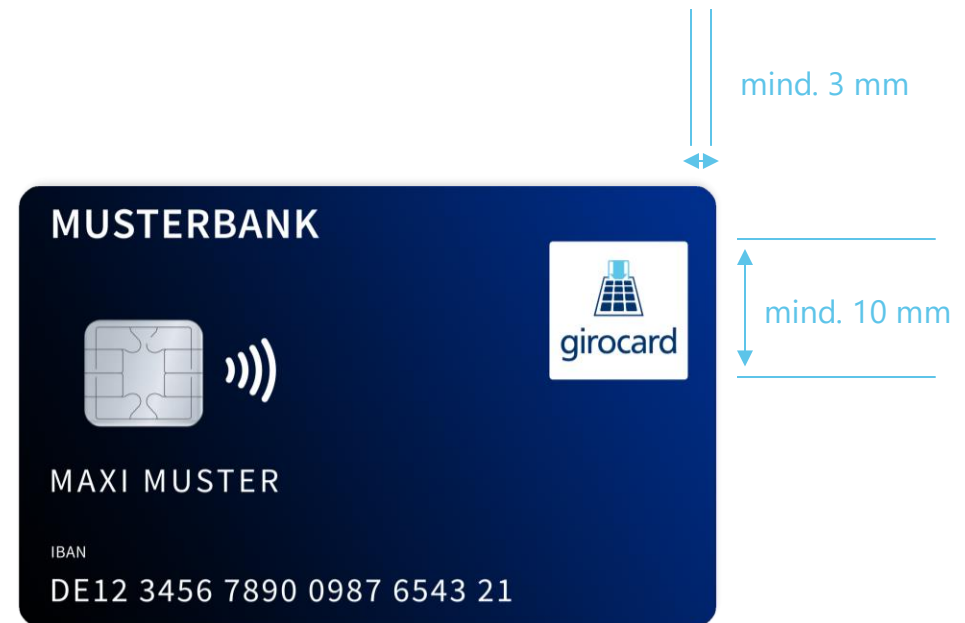 mind. 3 mm
MUSTERBANK
girocard
mind. 10 mm
MAXI MUSTER
IBAN
DE12 3456 7890 0987 6543 21